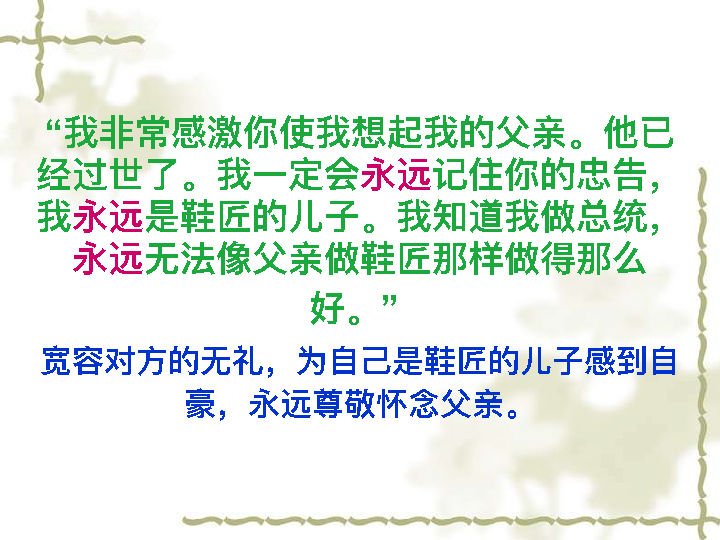 “我非常感激你使我想起我的父亲。他已
经过世了。我一定会永远记住你的忠告，
我永远是鞋匠的儿子。我知道我做总统，
永远无法像父亲做鞋匠那样做得那么
好。”
宽容对方的无礼，为自己是鞋匠的儿子感到自
豪，永远尊敬怀念父亲。